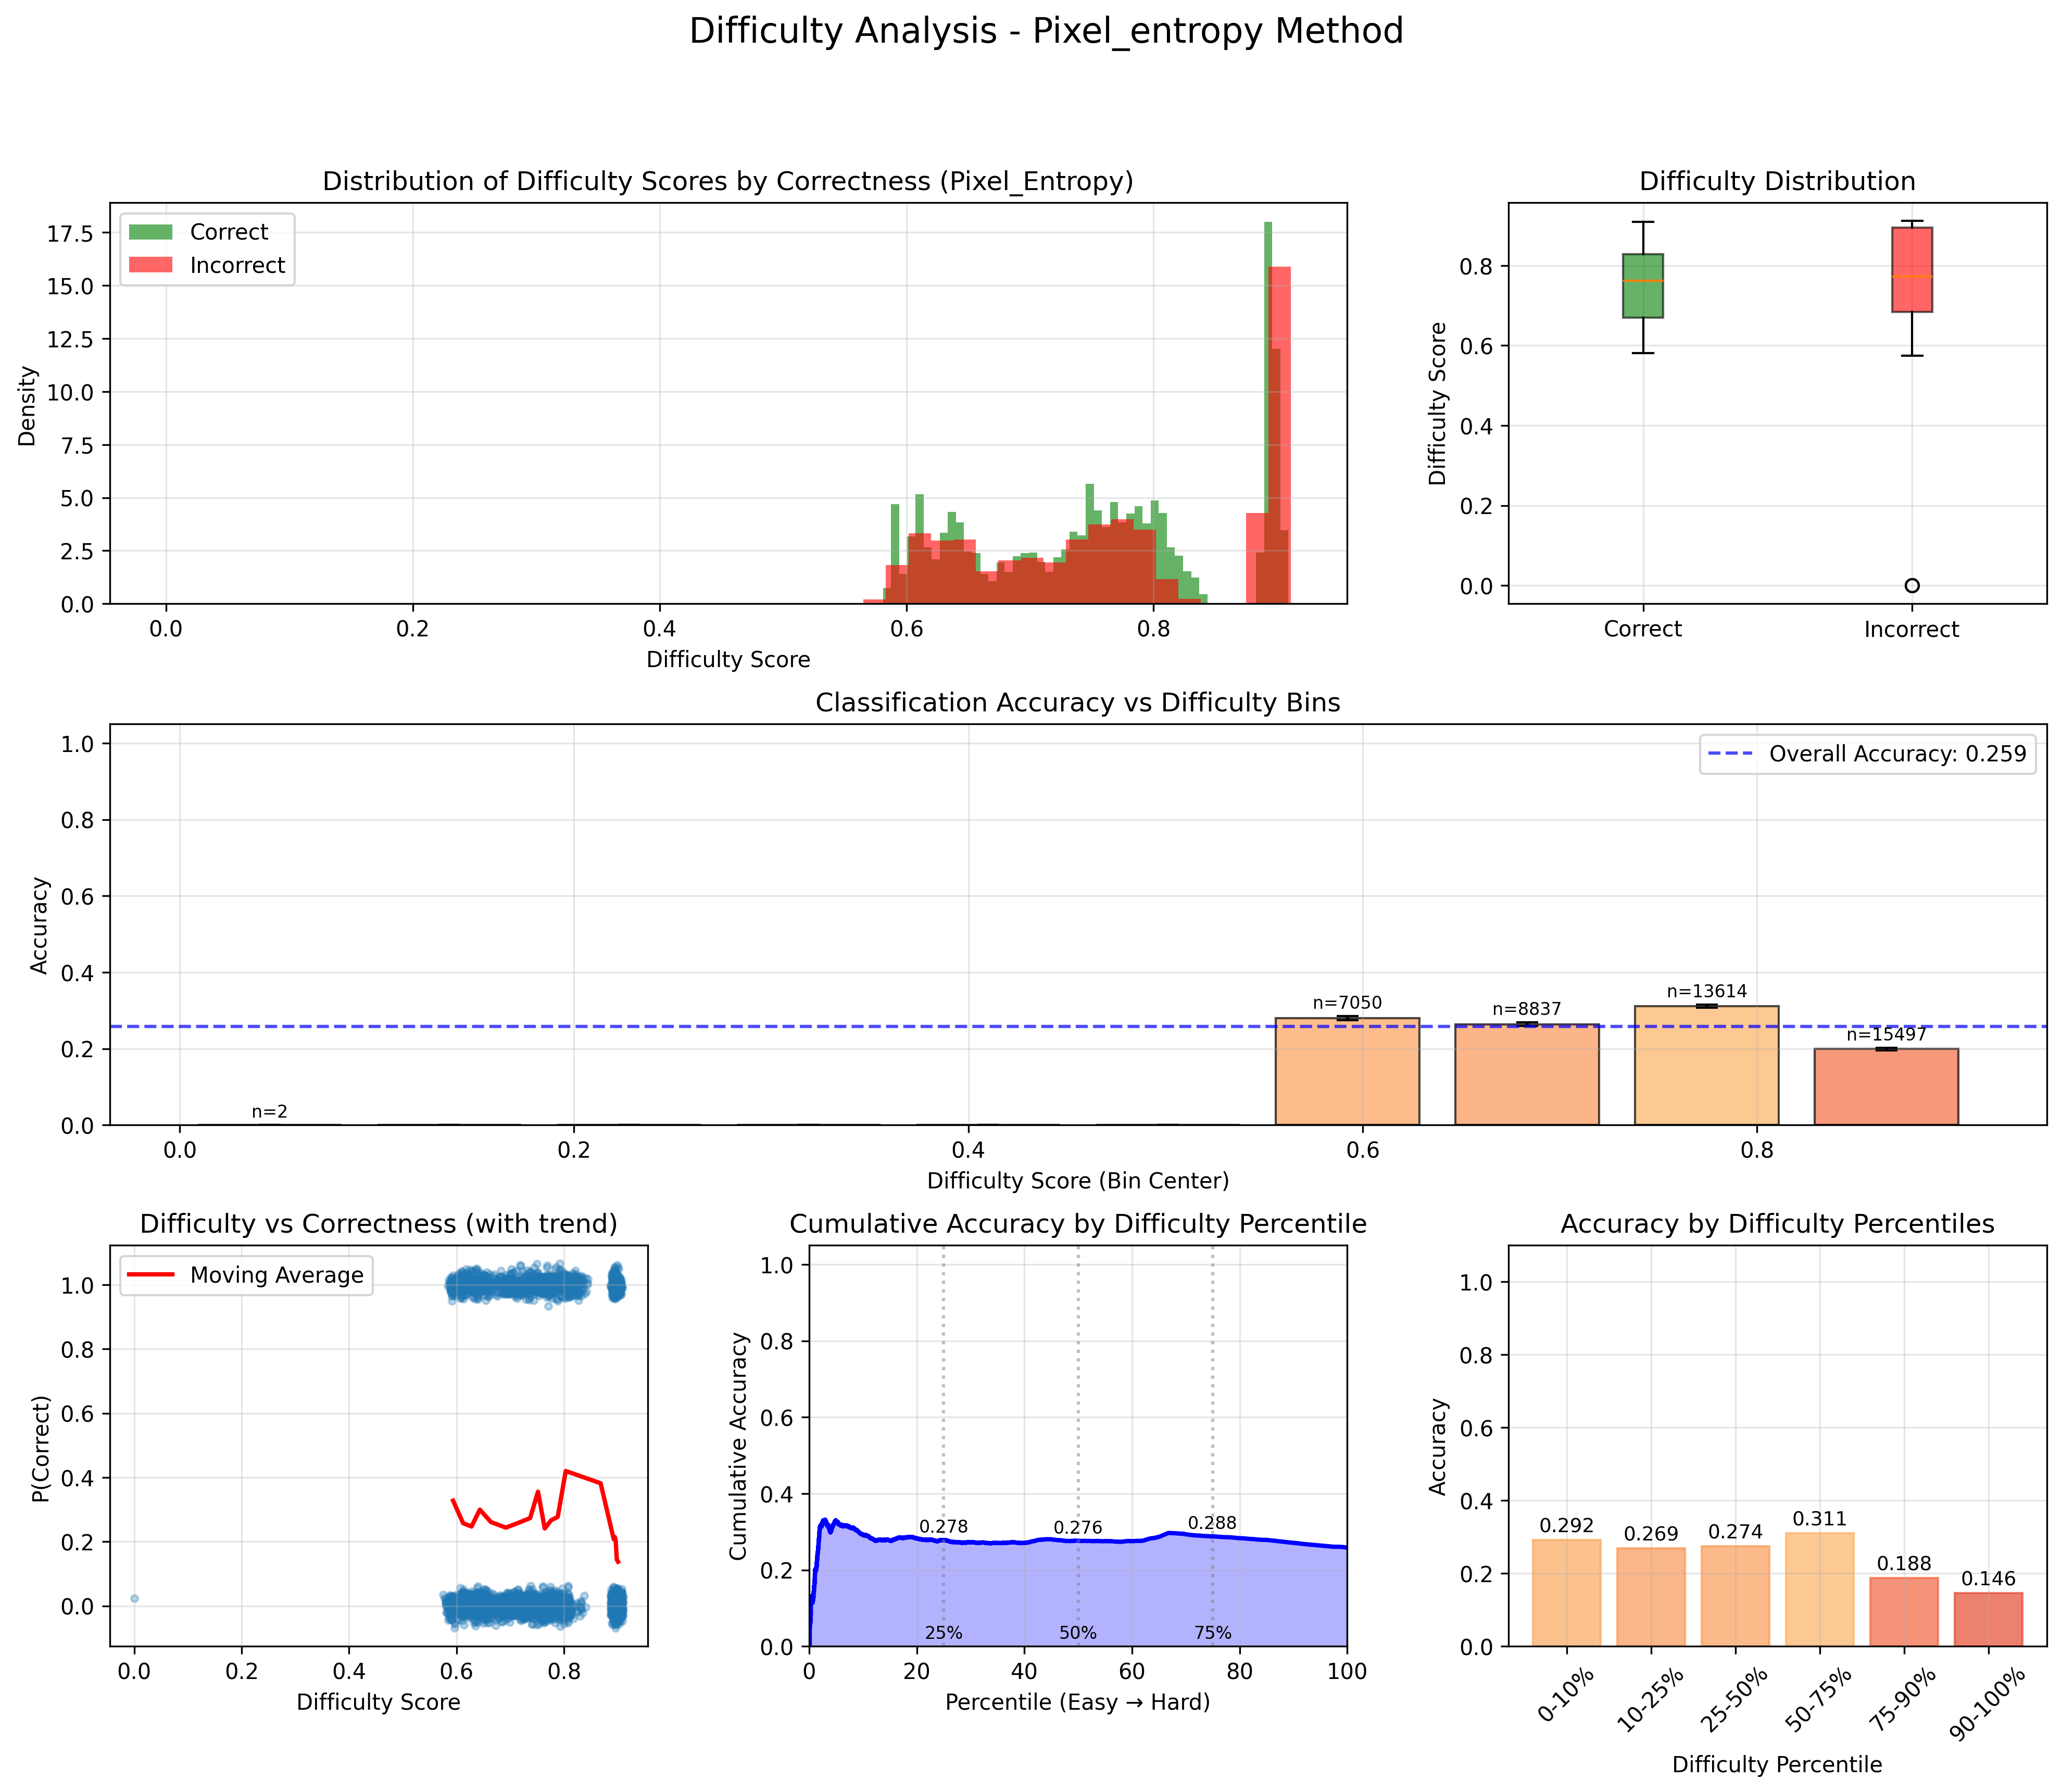 Difficulty Analysis - Pixel_entropy Method
Distribution of Difficulty Scores by Correctness (Pixel_Entropy)
Correct
Incorrect
17.5
15.0
12.5
10.0
7.5
5.0
2.5
0.0
Density
0.0 0.2 0.4 0.6 0.8
Difficulty Score
Difficulty Distribution
0.8
0.6
0.4
0.2
0.0
Difficulty Score
Correct Incorrect
Classification Accuracy vs Difficulty Bins
Overall Accuracy: 0.259
1.0
0.8
0.6
0.4
0.2
0.0
Accuracy
n=2
n=7050
n=8837
n=13614
n=15497
0.0 0.2 0.4 0.6 0.8
Difficulty Score (Bin Center)
Difficulty vs Correctness (with trend)
Moving Average
1.0
0.8
0.6
0.4
0.2
0.0
P(Correct)
0.0 0.2 0.4 0.6 0.8
Difficulty Score
Cumulative Accuracy by Difficulty Percentile
1.0
0.8
0.6
0.4
0.2
0.0
Cumulative Accuracy
0.278 0.276 0.288
25% 50% 75%
0 20 40 60 80 100
Percentile (Easy → Hard)
Accuracy by Difficulty Percentiles
1.0
0.8
0.6
0.4
0.2
0.0
Accuracy
0.292 0.269 0.274 0.311 0.188 0.146
0-10% 10-25% 25-50% 50-75% 75-90% 90-100%
Difficulty Percentile